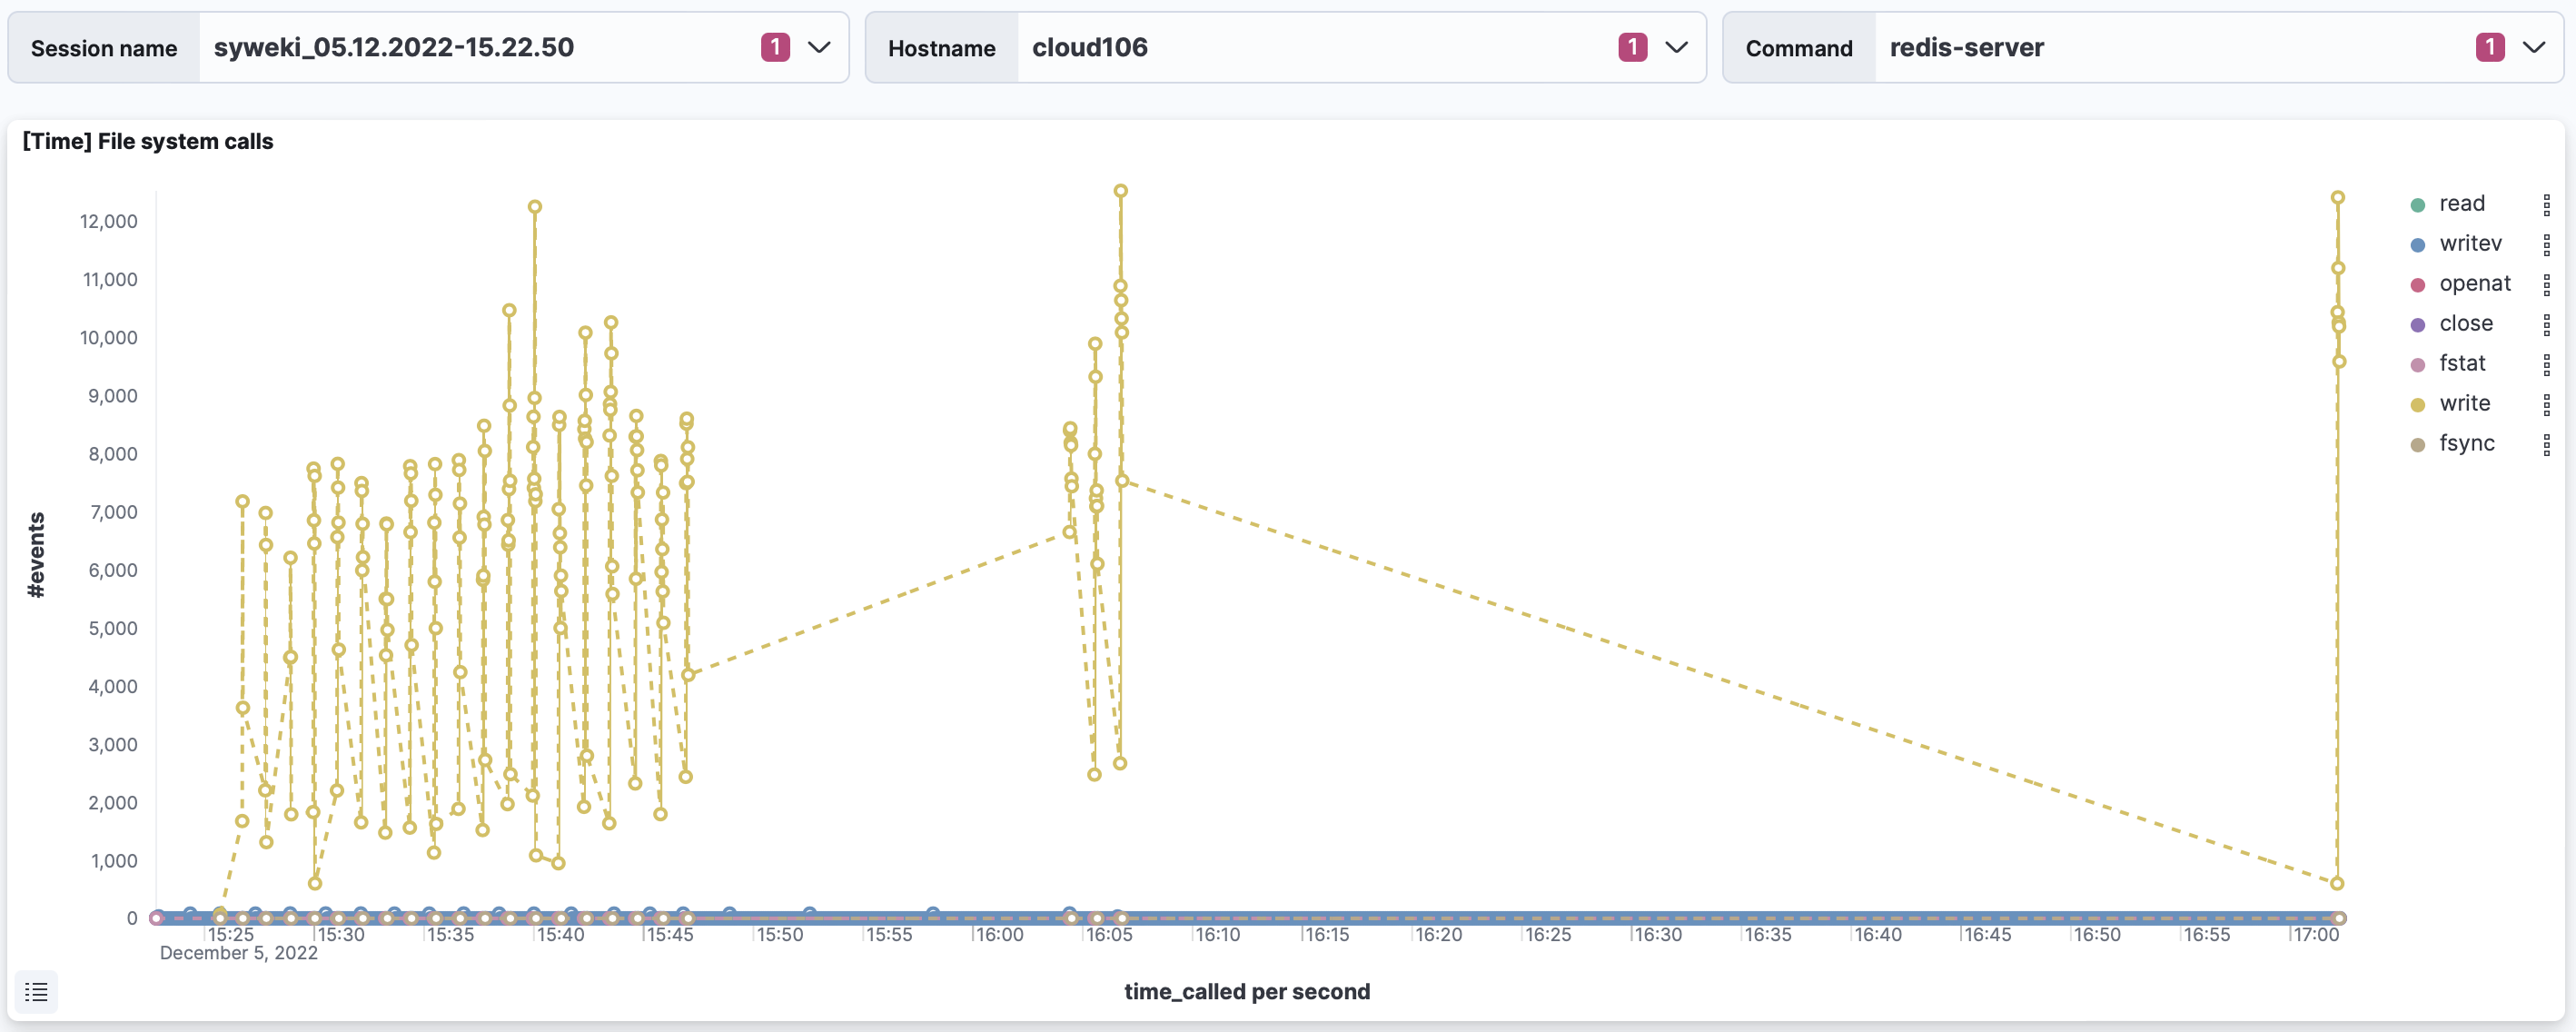 Session name syweki_05.12.2022-15.22.50 1 Hostname cloud106 1 Command redis-server 1
[Time] File system calls
12,000
11,000
10,000
9,000
8,000
7,000
6,000
5,000
4,000
3,000
2,000
1,000
0
#events
15:25 15:30 15:35 15:40 15:45 15:50 15:55 16:00 16:05 16:10 16:15 16:20 16:25 16:30 16:35 16:40 16:45 16:50 16:55 17:00
December 5, 2022
time_called per second
read
writev
openat
close
fstat
write
fsync